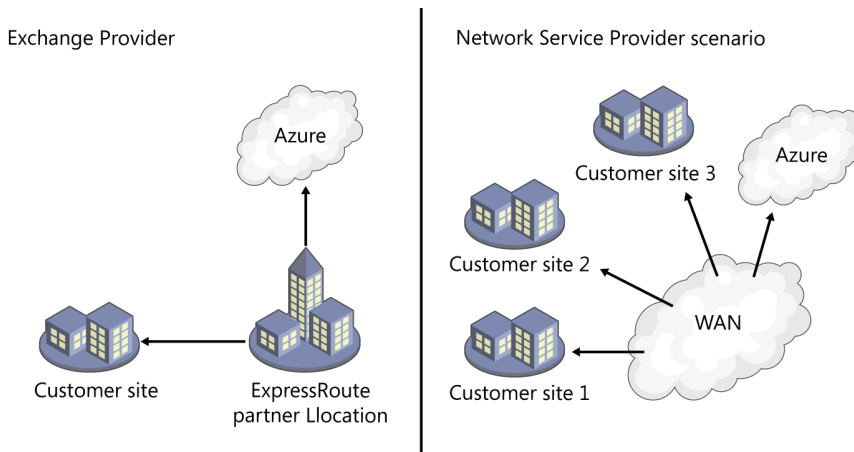 Exchange Provider
Azure
Customer site
ExpressRoute
partner Llocation
Network Service Provider scenario
Customer site 3
Azure
Customer site 2
WAN
Customer site 1